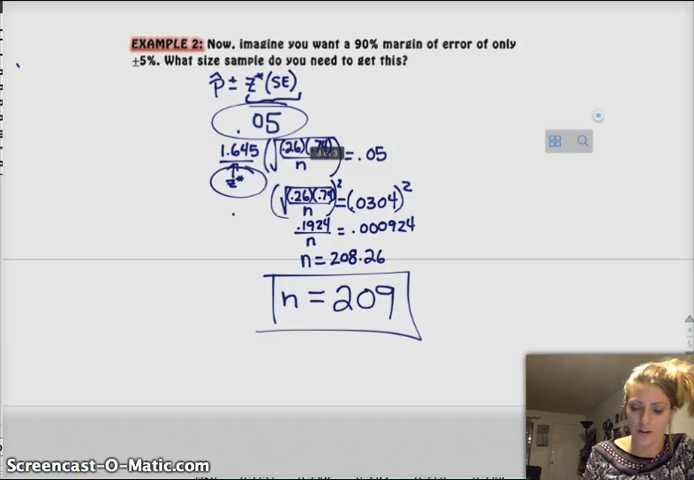 EXAMPLE 2: Now, imagine you want a 90% margin of error of only
±5%. What size sample do you need to get this?
p̂ ± z*(SE)
.05
1.645 (√(.26)(.74)/n) = .05
z*
(√(.26)(.74)/n)² = (.0304)²
.1924/n = .000924
n = 208.26
n = 209
Screencast-O-Matic.com